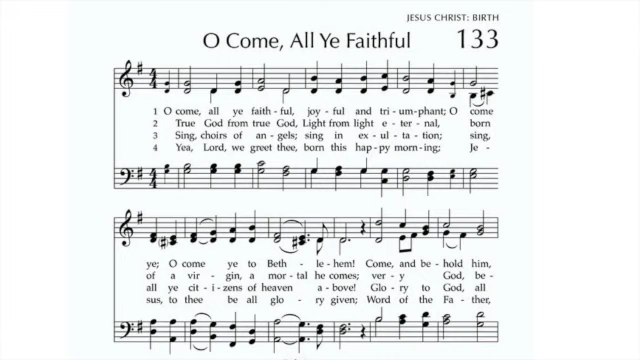 JESUS CHRIST: BIRTH
O Come, All Ye Faithful 133
1 O come, all ye faith - ful, joy - ful and tri - um - phant; O come
2 True God from true God, Light from light e - ter - nal, born
3 Sing, choirs of an - gels; sing in ex - ul - ta - tion; sing,
4 Yea, Lord, we greet thee, born this hap - py morn - ing; Je -
ye; O come ye to Beth - le - hem! Come, and be - hold him,
of a vir - gin, a mor - tal he comes; ver - y God, be -
all ye cit - i - zens of heaven a - bove! Glo - ry to God, all
sus, to thee be all glo - ry given; Word of the Fa - ther,